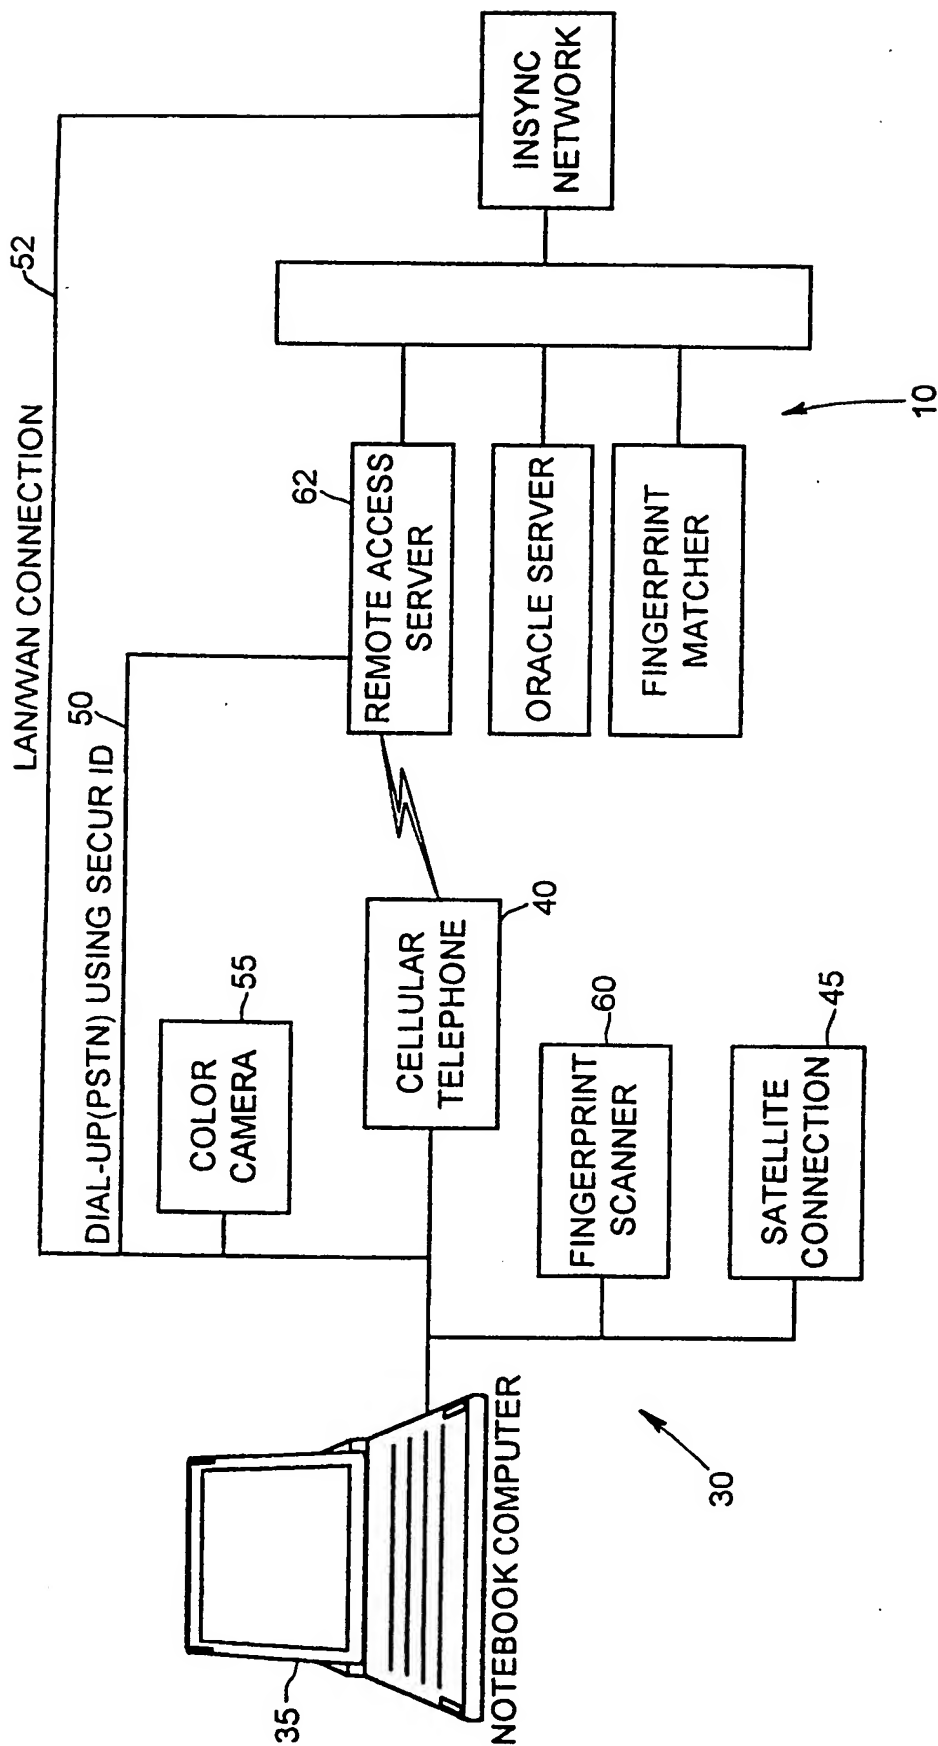 LAN/WAN CONNECTION
52
DIAL-UP(PSTN) USING SECUR ID
50
COLOR
CAMERA
55
62
REMOTE ACCESS
SERVER
INSYNC
NETWORK
CELLULAR
TELEPHONE
40
ORACLE SERVER
35
NOTEBOOK COMPUTER
FINGERPRINT
SCANNER
60
FINGERPRINT
MATCHER
SATELLITE
CONNECTION
45
30
10